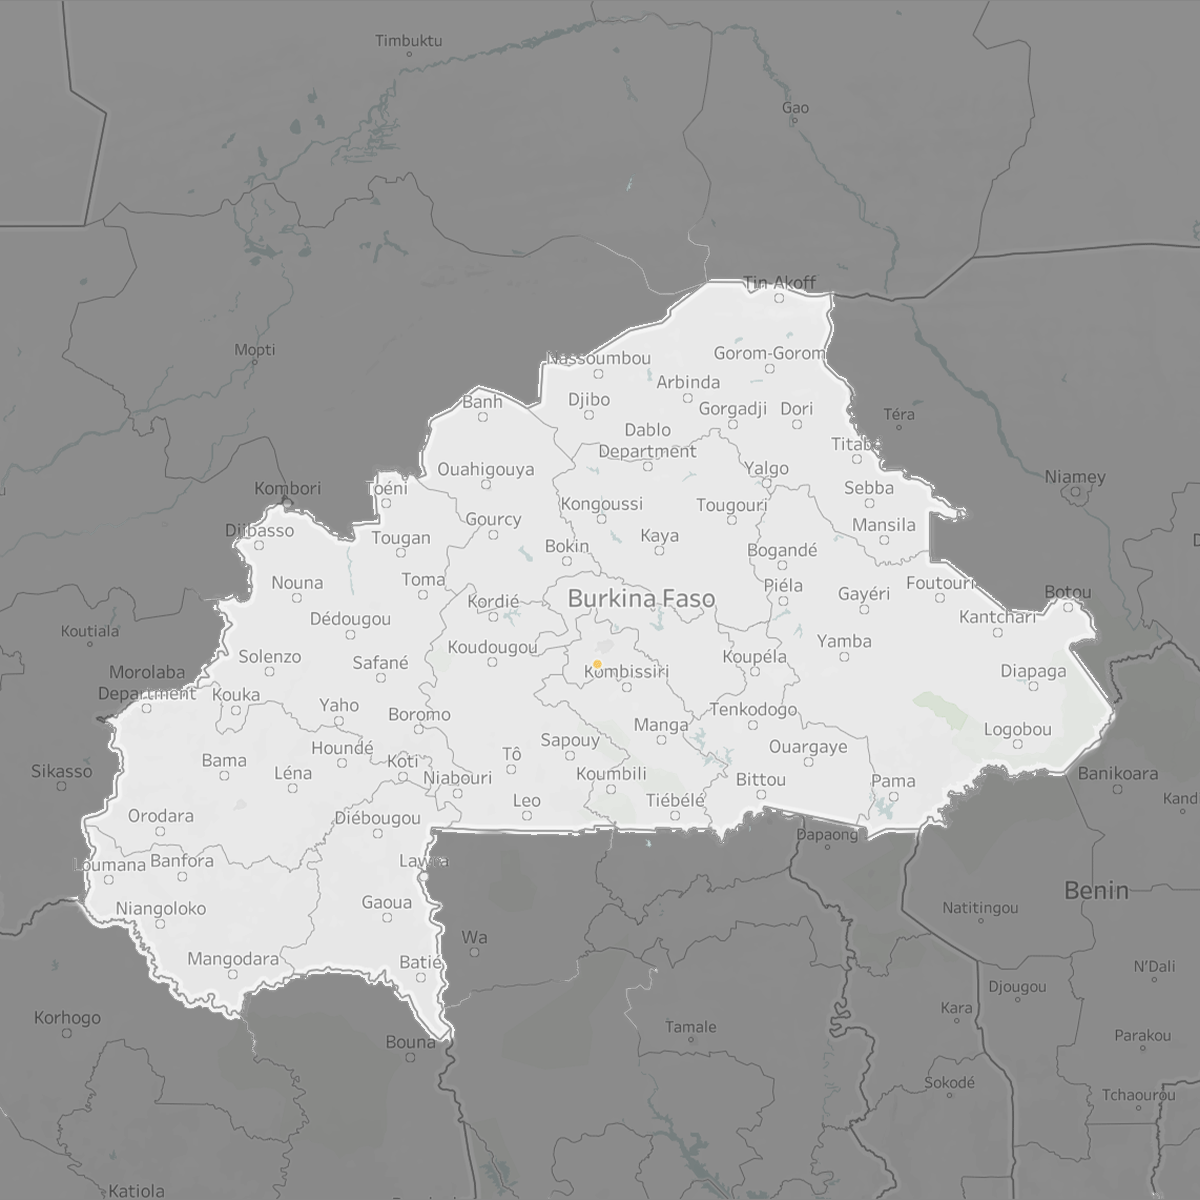 Timbuktu
Gao
Tin-Akoff
Mopti
Nassoumbou
Gorom-Gorom
Arbinda
Banh
Djibo
Gorgadji
Dori
Téra
Dablo
Department
Ouahigouya
Yalgo
Niamey
Kombori
Toéni
Sebba
Kongoussi
Tougouri
Gourcy
Mansila
Djibasso
Tougan
Kaya
Bokin
Bogandé
Nouna
Toma
Piéla
Gayéri
Foutouri
Botou
Kordié
Burkina Faso
Dédougou
Kantchari
Koutiala
Koudougou
Yamba
Solenzo
Safané
Koupéla
Morolaba
Department
Kombissiri
Diapaga
Kouka
Yaho
Boromo
Tenkodogo
Manga
Logobou
Houndé
Sapouy
Ouargaye
Bama
Tô
Sikasso
Léna
Koti
Niabouri
Koumbili
Bittou
Pama
Banikoara
Kand
Leo
Tiébélé
Orodara
Diébougou
Dapaong
Loumana
Banfora
Lawra
Benin
Niangoloko
Gaoua
Natitingou
Wa
Mangodara
Batié
N'Dali
Djougou
Kara
Korhogo
Tamale
Parakou
Bouna
Sokodé
Tchaourou
Katiola